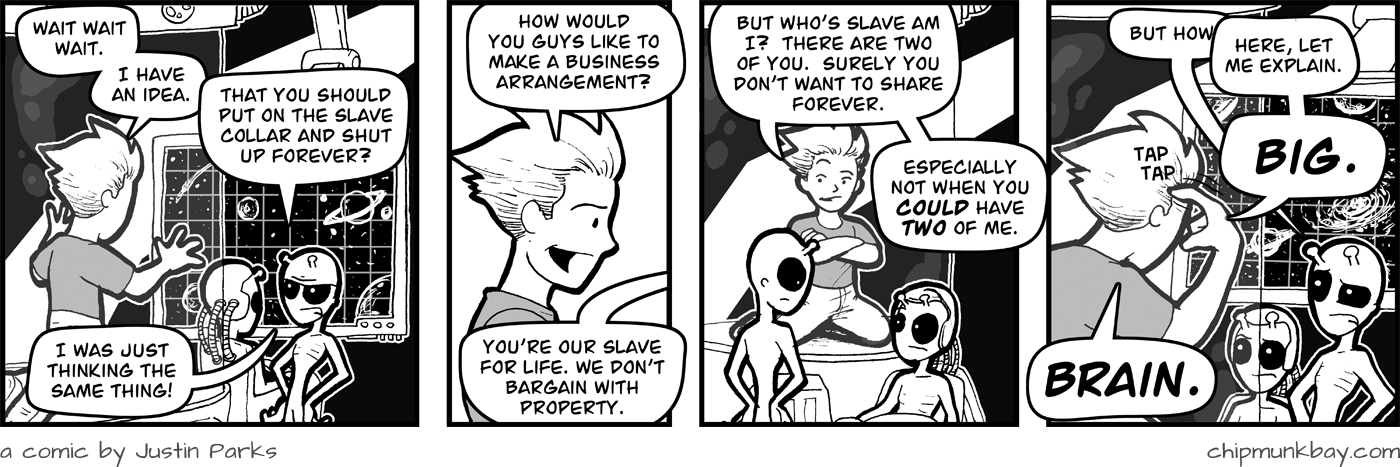 WAIT WAIT
WAIT.
I HAVE
AN IDEA.
THAT YOU SHOULD
PUT ON THE SLAVE
COLLAR AND SHUT
UP FOREVER?
I WAS JUST
THINKING THE
SAME THING!
HOW WOULD
YOU GUYS LIKE TO
MAKE A BUSINESS
ARRANGEMENT?
YOU'RE OUR SLAVE
FOR LIFE. WE DON'T
BARGAIN WITH
PROPERTY.
BUT WHO'S SLAVE AM
I? THERE ARE TWO
OF YOU. SURELY YOU
DON'T WANT TO SHARE
FOREVER.
ESPECIALLY
NOT WHEN YOU
COULD HAVE
TWO OF ME.
BUT HOW
HERE, LET
ME EXPLAIN.
TAP
TAP
BIG.
BRAIN.
a comic by Justin Parks
chipmunkbay.com